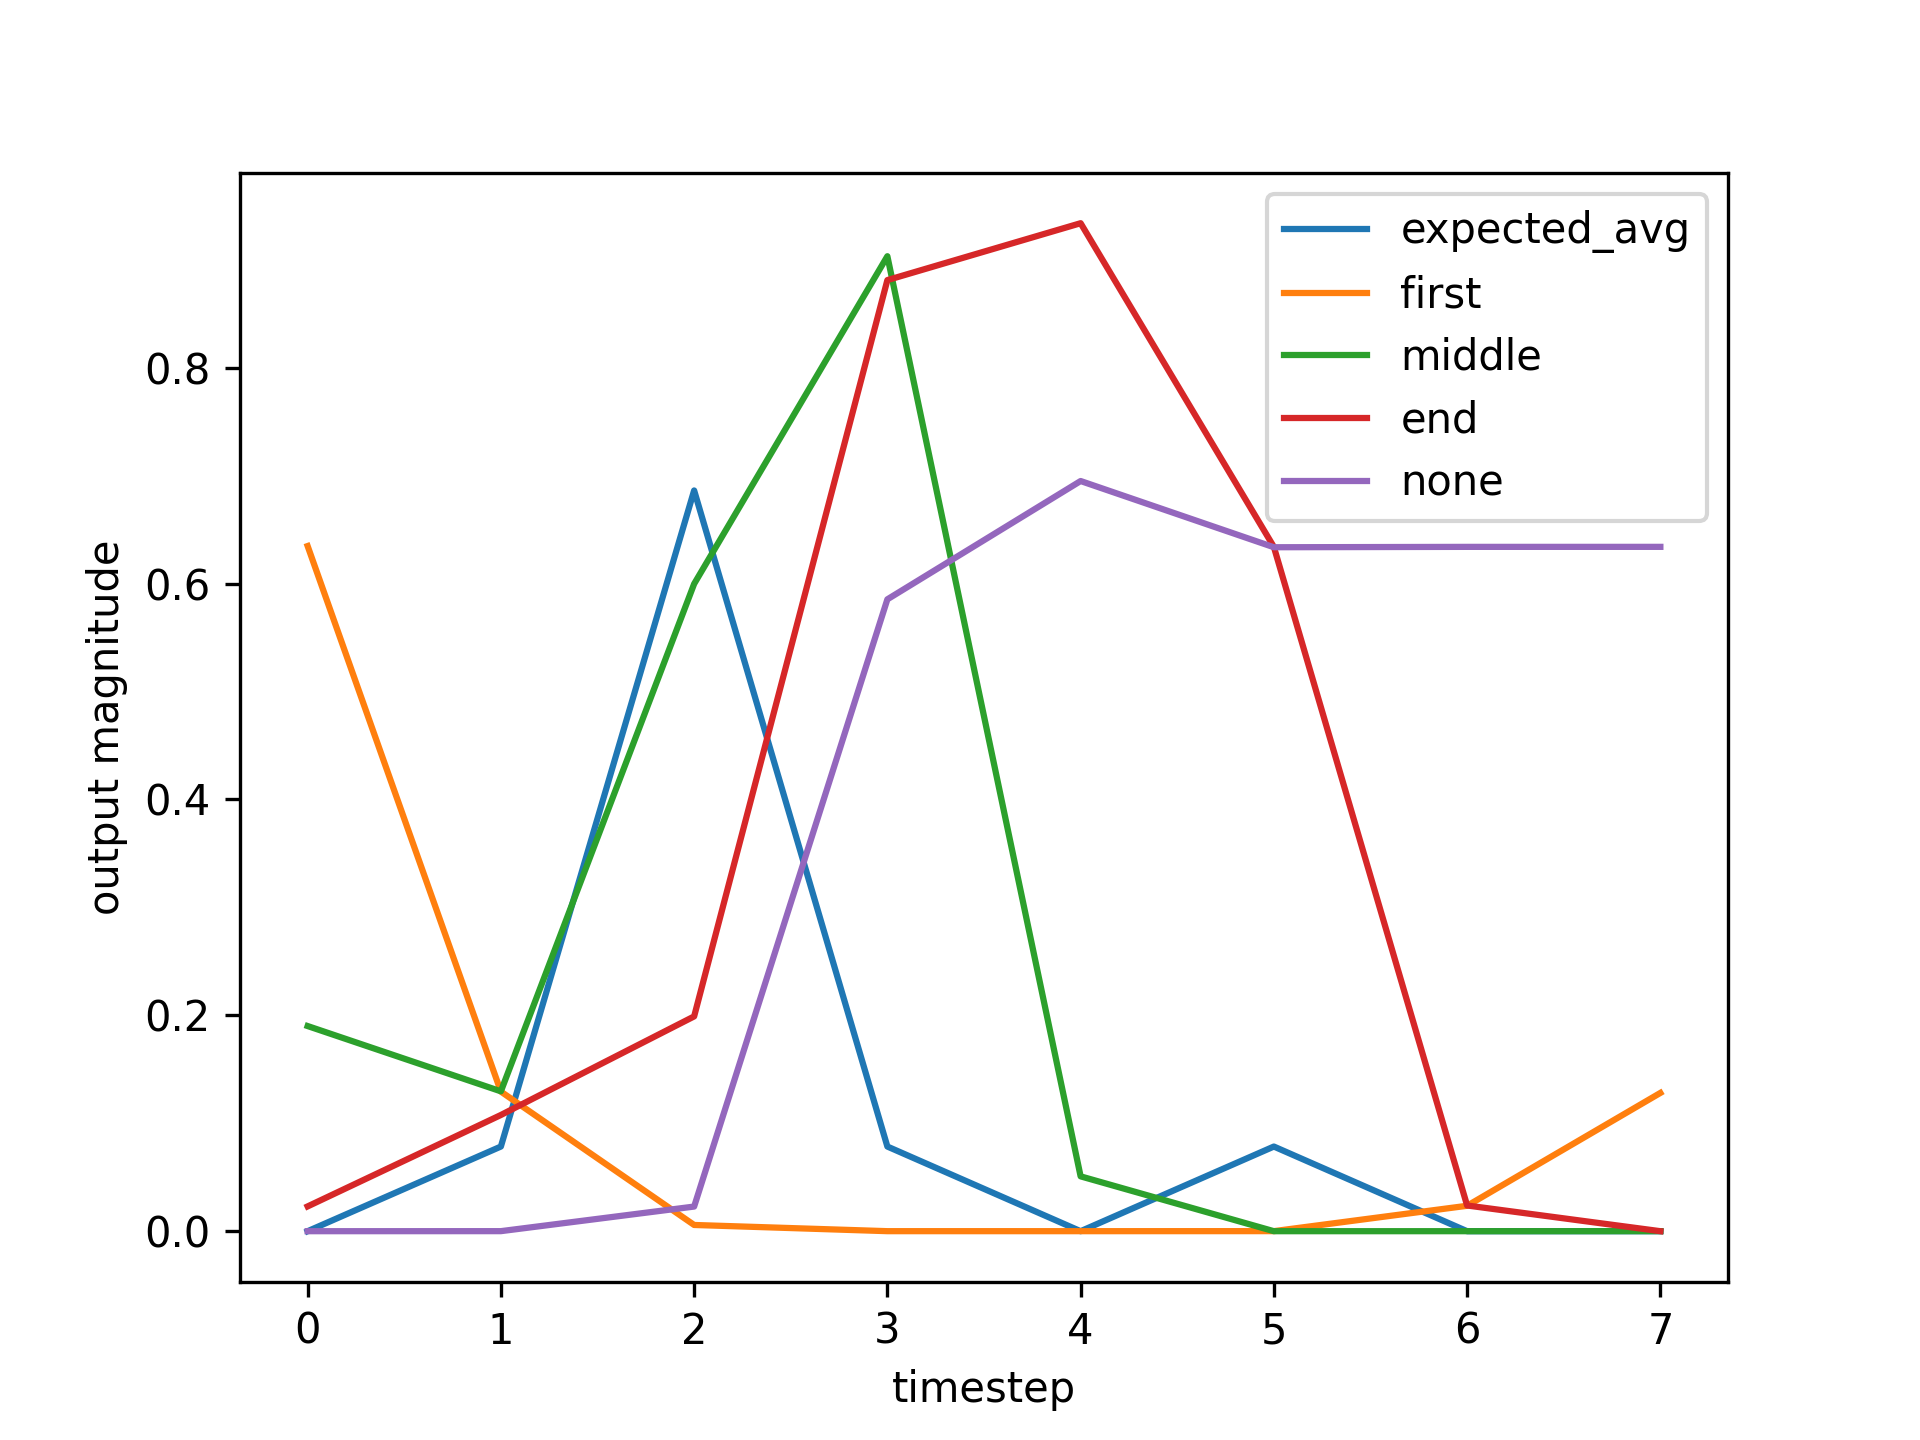 expected_avg
first
middle
end
none
0.8
0.6
0.4
0.2
0.0
output magnitude
0 1 2 3 4 5 6 7
timestep